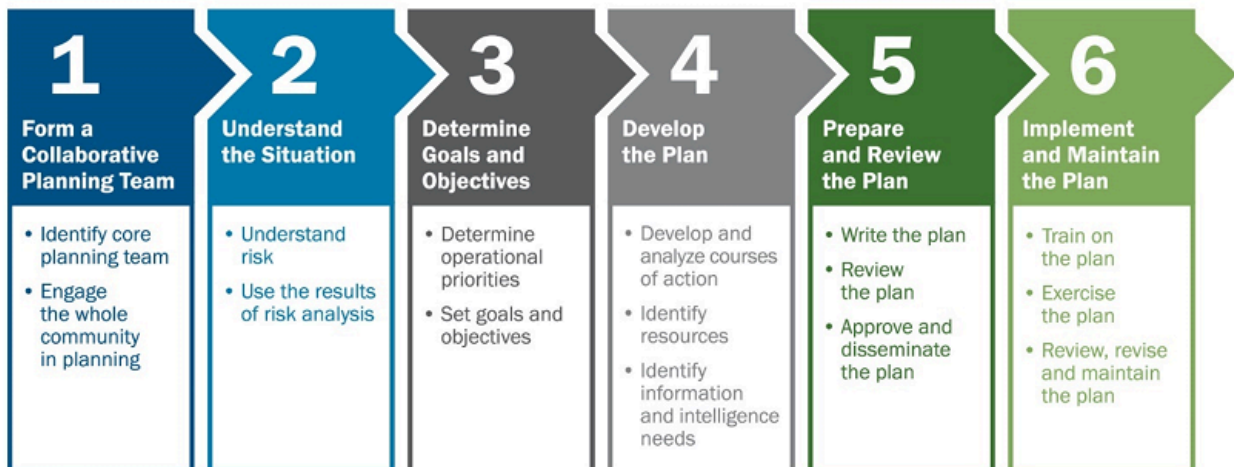 1
Form a
Collaborative
Planning Team
• Identify core
planning team
• Engage
the whole
community
in planning
2
Understand
the Situation
• Understand
risk
• Use the results
of risk analysis
3
Determine
Goals and
Objectives
• Determine
operational
priorities
• Set goals and
objectives
4
Develop
the Plan
• Develop and
analyze courses
of action
• Identify
resources
• Identify
information
and intelligence
needs
5
Prepare
and Review
the Plan
• Write the plan
• Review
the plan
• Approve and
disseminate
the plan
6
Implement
and Maintain
the Plan
• Train on
the plan
• Exercise
the plan
• Review, revise
and maintain
the plan